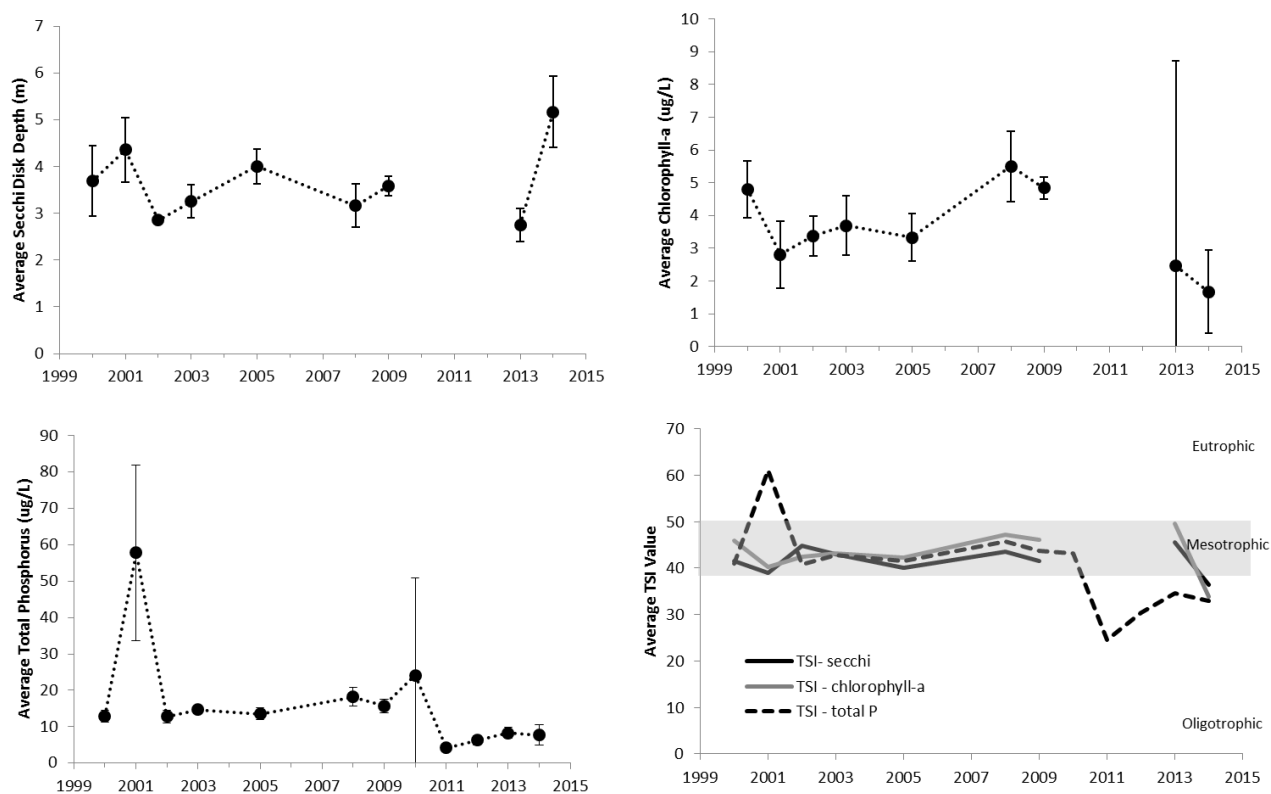 Average Secchi Disk Depth (m)
7
6
5
4
3
2
1
0
1999 2001 2003 2005 2007 2009 2011 2013 2015
Average Chlorophyll-a (ug/L)
10
9
8
7
6
5
4
3
2
1
0
1999 2001 2003 2005 2007 2009 2011 2013 2015
Average Total Phosphorus (ug/L)
90
80
70
60
50
40
30
20
10
0
1999 2001 2003 2005 2007 2009 2011 2013 2015
Average TSI Value
70
60
50
40
30
20
10
0
Eutrophic
Mesotrophic
Oligotrophic
TSI- secchi
TSI - chlorophyll-a
TSI - total P
1999 2001 2003 2005 2007 2009 2011 2013 2015